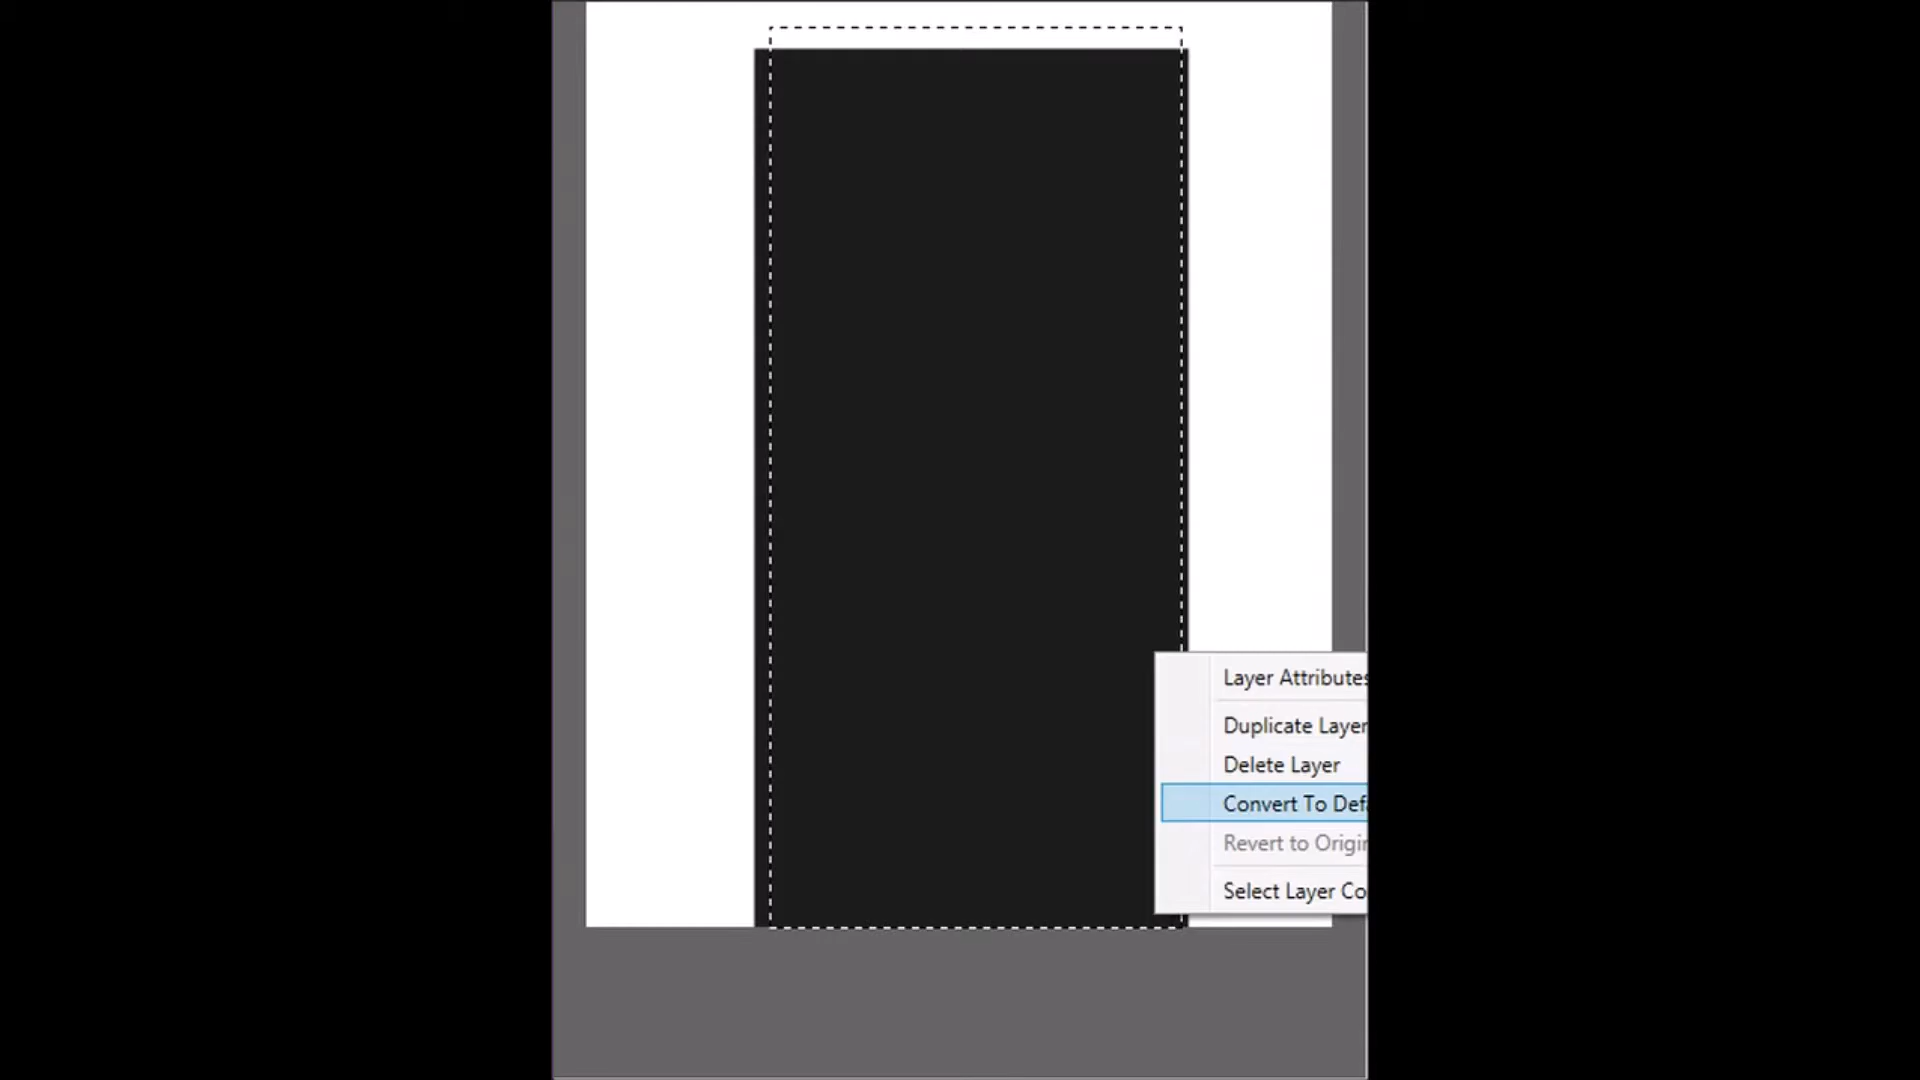 Layer Attributes
Duplicate Layer
Delete Layer
Convert To Def
Revert to Origi
Select Layer Co